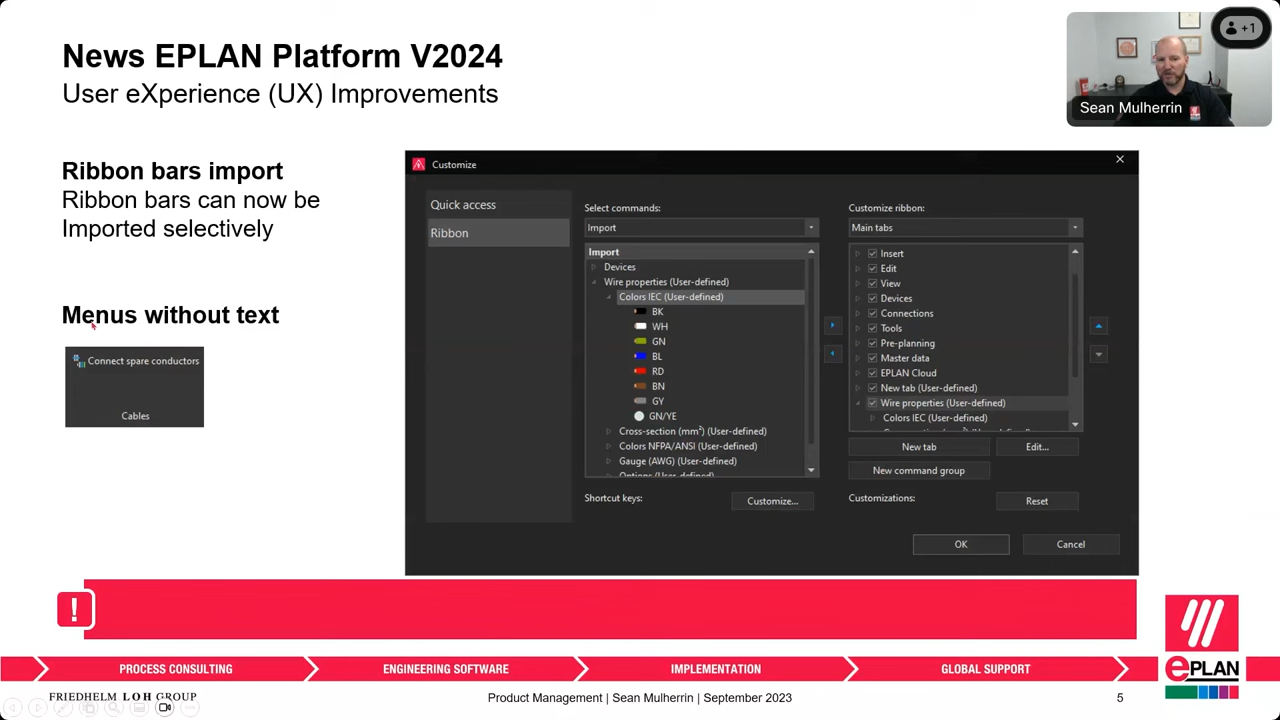 News EPLAN Platform V2024
User eXperience (UX) Improvements
+1
Sean Mulherrin
Ribbon bars import
Ribbon bars can now be
Imported selectively
Menus without text
Connect spare conductors
Cables
Customize
Quick access
Ribbon
Select commands:
Import
Import
Devices
Wire properties (User-defined)
Colors IEC (User-defined)
BK
WH
GN
BL
RD
BN
GY
GN/YE
Cross-section (mm²) (User-defined)
Colors NFPA/ANSI (User-defined)
Gauge (AWG) (User-defined)
Options (User-defined)
Shortcut keys:
Customize...
Customize ribbon:
Main tabs
Insert
Edit
View
Devices
Connections
Tools
Pre-planning
Master data
EPLAN Cloud
New tab (User-defined)
Wire properties (User-defined)
Colors IEC (User-defined)
New tab
Edit...
New command group
Customizations:
Reset
OK
Cancel
!
PROCESS CONSULTING
ENGINEERING SOFTWARE
IMPLEMENTATION
GLOBAL SUPPORT
ePLAN
FRIEDHELM LOH GROUP
Product Management | Sean Mulherrin | September 2023
5